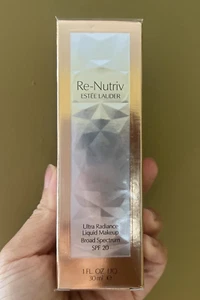 Re-Nutriv
ESTĒE LAUDER
Ultra Radiance
Liquid Makeup
Broad Spectrum
SPF 20
1 FL. OZ. LIQ.
30 ml ℮